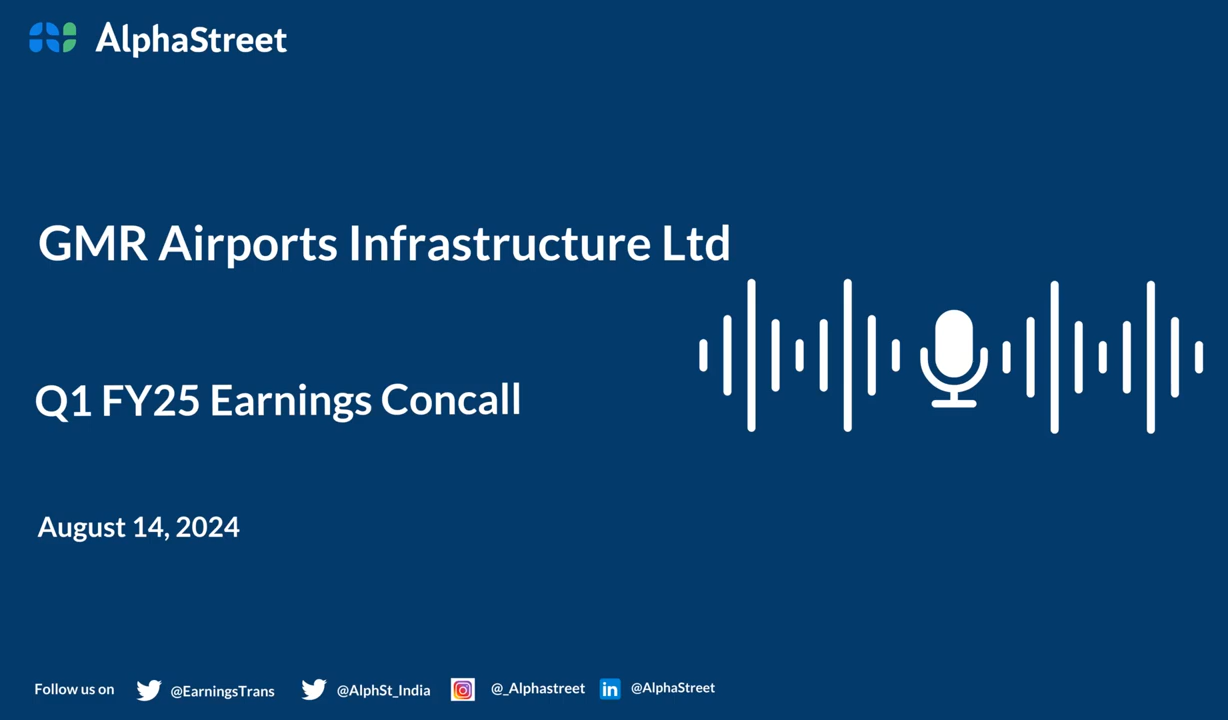 AlphaStreet
GMR Airports Infrastructure Ltd
Q1 FY25 Earnings Concall
August 14, 2024
Follow us on @EarningsTrans @AlphSt_India @_Alphastreet in @AlphaStreet